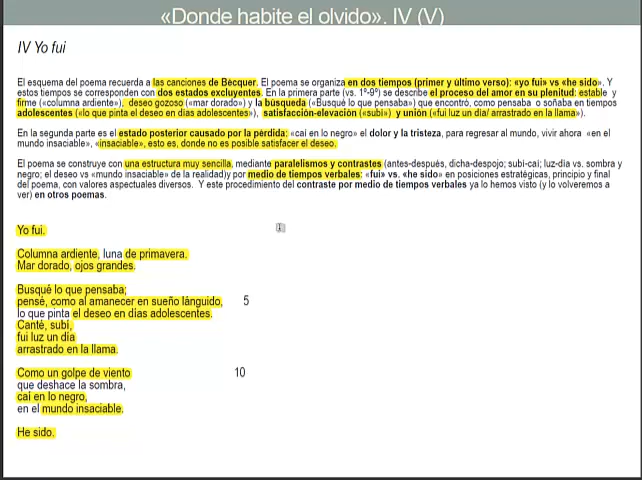 «Donde habite el olvido». IV (V)
IV Yo fui
El esquema del poema recuerda a las canciones de Bécquer. El poema se organiza en dos tiempos (primer y último verso): «yo fui» vs «he sido». Y
estos tiempos se corresponden con dos estados excluyentes. En la primera parte (vs. 1º-9º) se describe el proceso del amor en su plenitud: estable y
firme («columna ardiente»), deseo gozoso («mar dorado») y la búsqueda («Busqué lo que pensaba») que encontró, como pensaba o soñaba en tiempos
adolescentes («lo que pinta el deseo en días adolescentes»), satisfacción-elevación («subí») y unión («fui luz un día/ arrastrado en la llama»).
En la segunda parte es el estado posterior causado por la pérdida: «caí en lo negro» el dolor y la tristeza, para regresar al mundo, vivir ahora «en el
mundo insaciable», «insaciable», esto es, donde no es posible satisfacer el deseo.
El poema se construye con una estructura muy sencilla, mediante paralelismos y contrastes (antes-después, dicha-despojo; subí-caí; luz-día vs. sombra y
negro; el deseo vs «mundo insaciable» de la realidad)y por medio de tiempos verbales: «fui» vs. «he sido» en posiciones estratégicas, principio y final
del poema, con valores aspectuales diversos. Y este procedimiento del contraste por medio de tiempos verbales ya lo hemos visto (y lo volveremos a
ver) en otros poemas.
Yo fui.
Columna ardiente, luna de primavera.
Mar dorado, ojos grandes.
Busqué lo que pensaba;
pensé, como al amanecer en sueño lánguido, 5
lo que pinta el deseo en días adolescentes.
Canté, subí,
fui luz un día
arrastrado en la llama.
Como un golpe de viento 10
que deshace la sombra,
caí en lo negro,
en el mundo insaciable.
He sido.